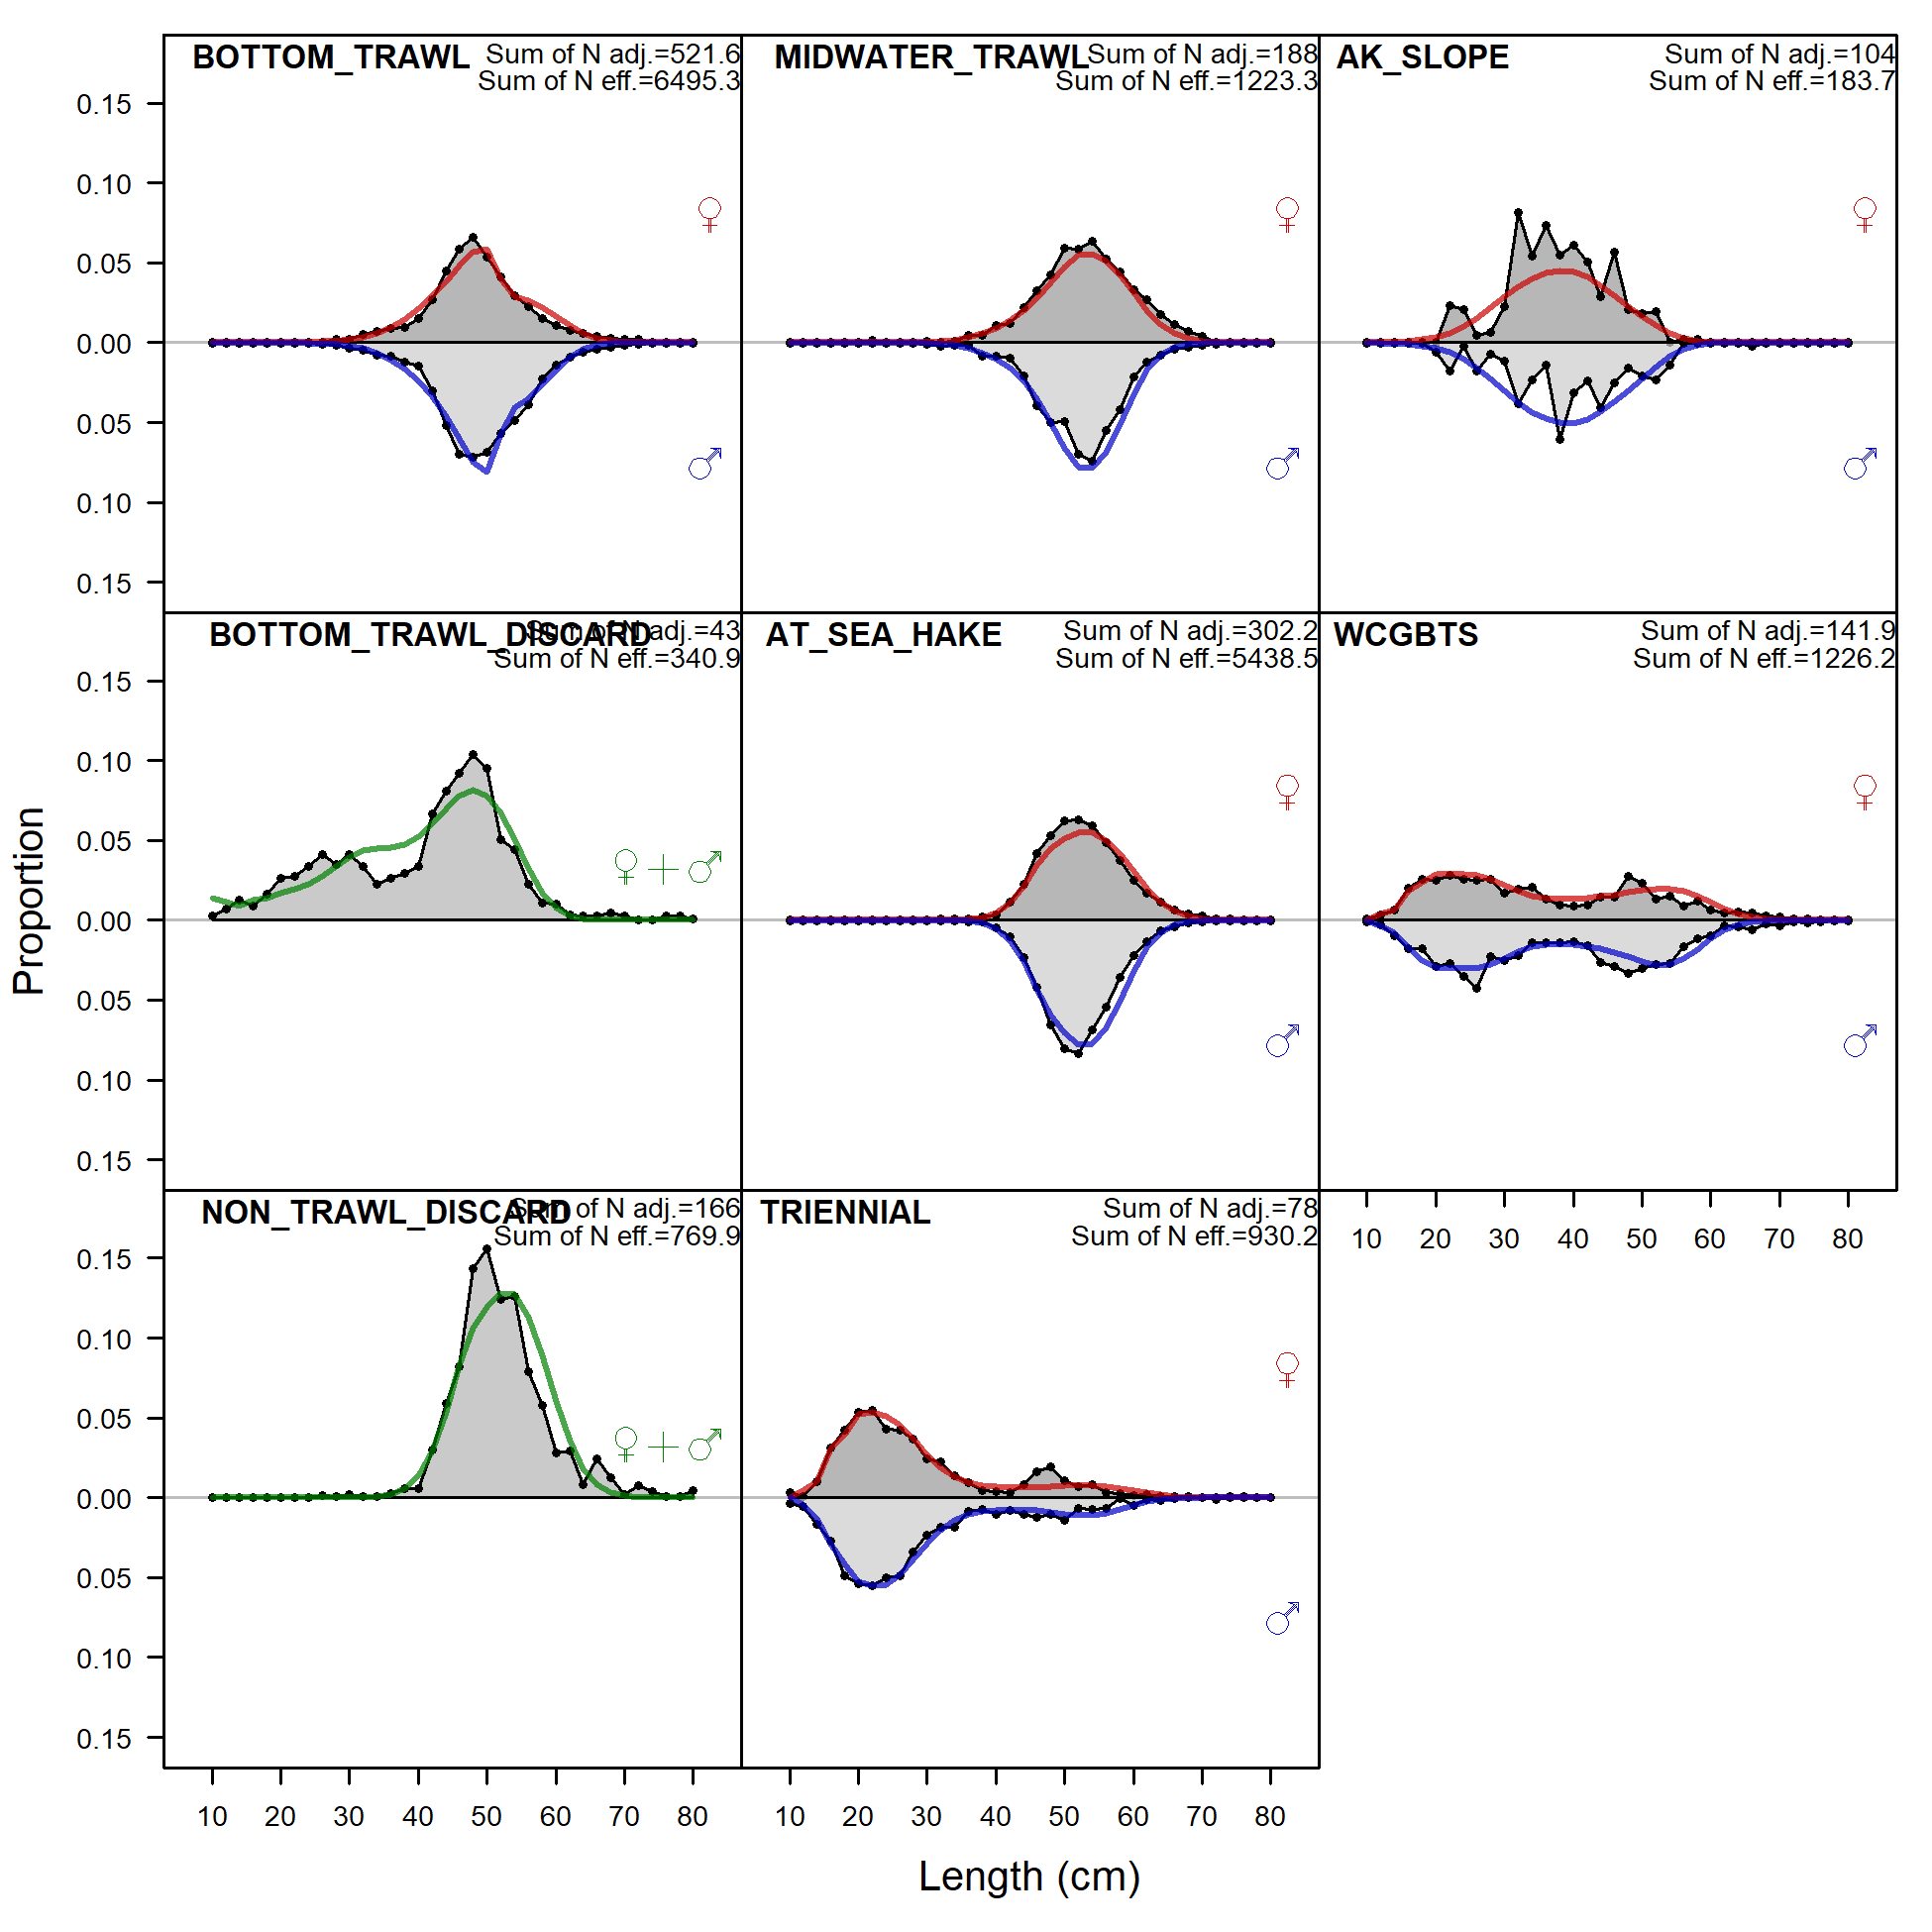 BOTTOM_TRAWL Sum of N adj.=521.6
Sum of N eff.=6495.3
MIDWATER_TRAWL Sum of N adj.=188
Sum of N eff.=1223.3
AK_SLOPE Sum of N adj.=104
Sum of N eff.=183.7
0.15
0.10
0.05
0.00
0.05
0.10
0.15
♀
♂
♀
♂
♀
♂
BOTTOM_TRAWL_DISCARD Sum of N adj.=43
Sum of N eff.=340.9
AT_SEA_HAKE Sum of N adj.=302.2
Sum of N eff.=5438.5
WCGBTS Sum of N adj.=141.9
Sum of N eff.=1226.2
0.15
0.10
0.05
0.00
0.05
0.10
0.15
♀+♂
♀
♂
♀
♂
Proportion
NON_TRAWL_DISCARD Sum of N adj.=166
Sum of N eff.=769.9
TRIENNIAL Sum of N adj.=78
Sum of N eff.=930.2
10 20 30 40 50 60 70 80
0.15
0.10
0.05
0.00
0.05
0.10
0.15
♀+♂
♀
♂
10 20 30 40 50 60 70 80
10 20 30 40 50 60 70 80
Length (cm)